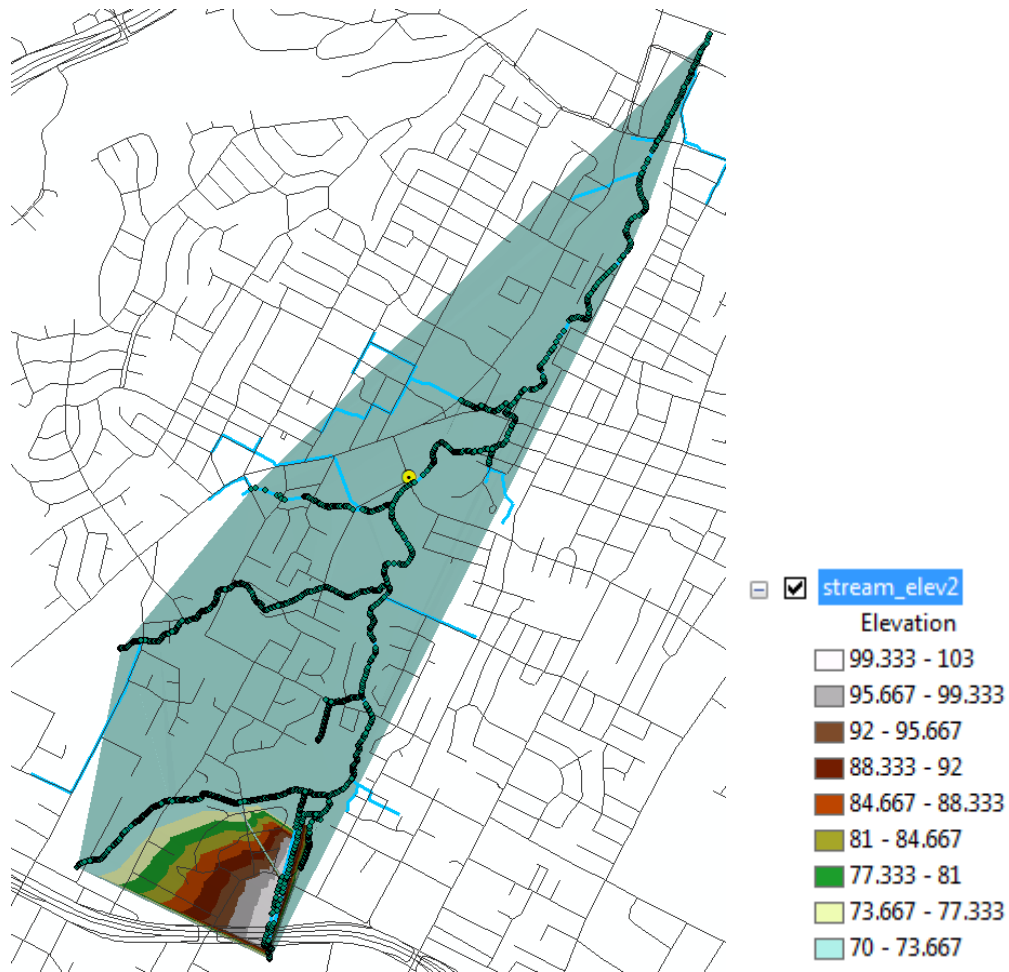 stream_elev2
Elevation
99.333 - 103
95.667 - 99.333
92 - 95.667
88.333 - 92
84.667 - 88.333
81 - 84.667
77.333 - 81
73.667 - 77.333
70 - 73.667